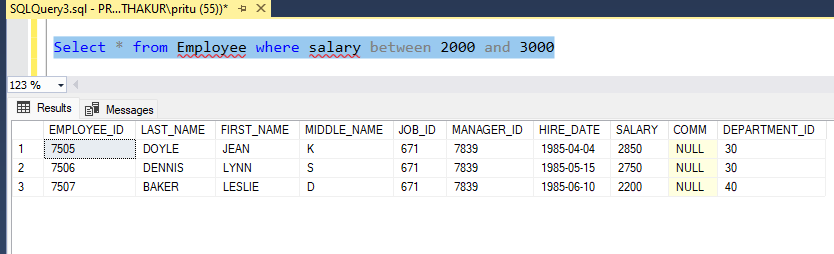 SQLQuery3.sql - PR...THAKUR\pritu (55))*
Select * from Employee where salary between 2000 and 3000
123 %
Results Messages
EMPLOYEE_ID LAST_NAME FIRST_NAME MIDDLE_NAME JOB_ID MANAGER_ID HIRE_DATE SALARY COMM DEPARTMENT_ID
1 7505 DOYLE JEAN K 671 7839 1985-04-04 2850 NULL 30
2 7506 DENNIS LYNN S 671 7839 1985-05-15 2750 NULL 30
3 7507 BAKER LESLIE D 671 7839 1985-06-10 2200 NULL 40